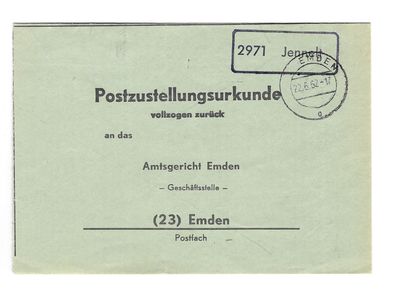 2971 Jennelt
EMDEN
22.6.62-17
a
Postzustellungsurkunde
vollzogen zurück
an das
Amtsgericht Emden
– Geschäftsstelle –
(23) Emden
Postfach